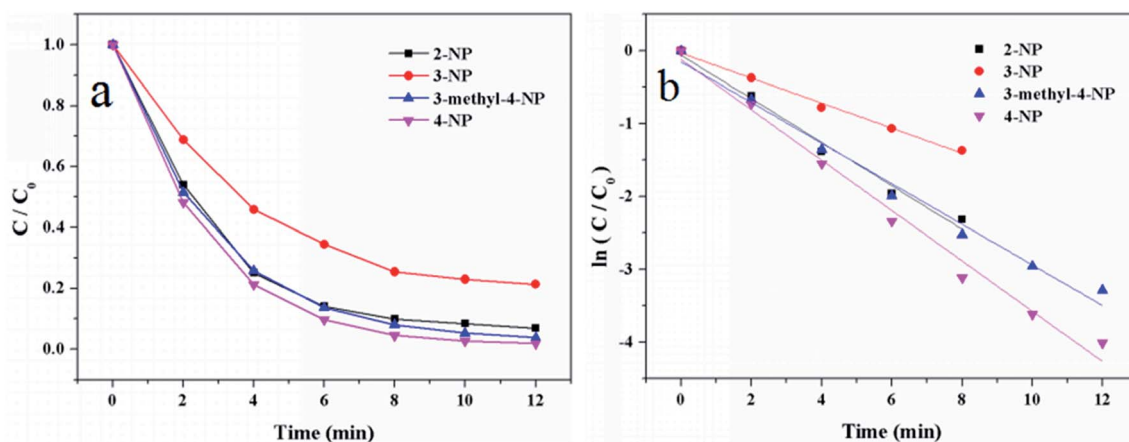 a
2-NP
3-NP
3-methyl-4-NP
4-NP
1.0
0.8
0.6
0.4
0.2
0.0
C / C0
0 2 4 6 8 10 12
Time (min)
b
2-NP
3-NP
3-methyl-4-NP
4-NP
0
-1
-2
-3
-4
ln ( C / C0 )
0 2 4 6 8 10 12
Time (min)